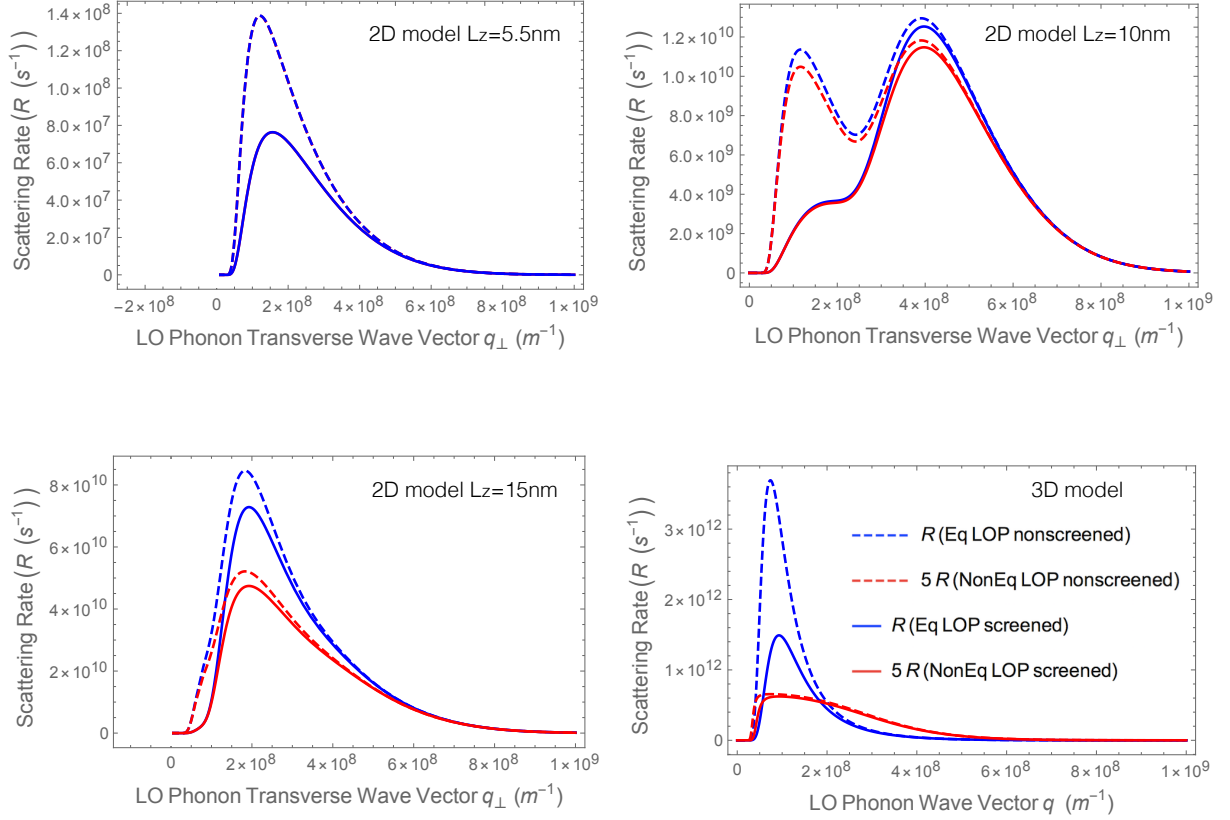 2D model Lz=5.5nm
Scattering Rate (R (s⁻¹))
1.4×10⁸
1.2×10⁸
1.0×10⁸
8.0×10⁷
6.0×10⁷
4.0×10⁷
2.0×10⁷
0
−2×10⁸ 0 2×10⁸ 4×10⁸ 6×10⁸ 8×10⁸ 1×10⁹
LO Phonon Transverse Wave Vector q⊥ (m⁻¹)
2D model Lz=10nm
Scattering Rate (R (s⁻¹))
1.2×10¹⁰
1.0×10¹⁰
8.0×10⁹
6.0×10⁹
4.0×10⁹
2.0×10⁹
0
0 2×10⁸ 4×10⁸ 6×10⁸ 8×10⁸ 1×10⁹
LO Phonon Transverse Wave Vector q⊥ (m⁻¹)
2D model Lz=15nm
Scattering Rate (R (s⁻¹))
8×10¹⁰
6×10¹⁰
4×10¹⁰
2×10¹⁰
0
0 2×10⁸ 4×10⁸ 6×10⁸ 8×10⁸ 1×10⁹
LO Phonon Transverse Wave Vector q⊥ (m⁻¹)
3D model
Scattering Rate (R (s⁻¹))
3×10¹²
2×10¹²
1×10¹²
0
R (Eq LOP nonscreened)
5 R (NonEq LOP nonscreened)
R (Eq LOP screened)
5 R (NonEq LOP screened)
0 2×10⁸ 4×10⁸ 6×10⁸ 8×10⁸ 1×10⁹
LO Phonon Wave Vector q (m⁻¹)